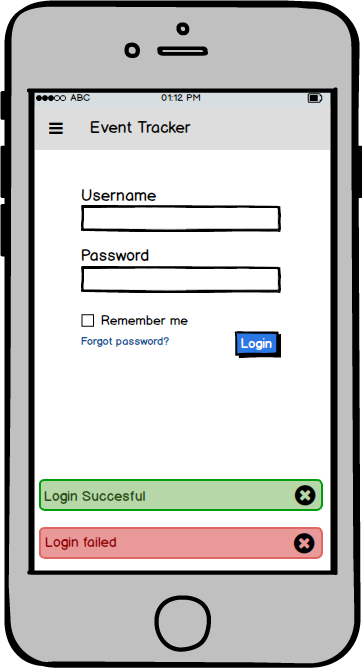 ABC 01:12 PM
Event Tracker
Username
Password
Remember me
Forgot password?
Login
Login Succesful
Login failed